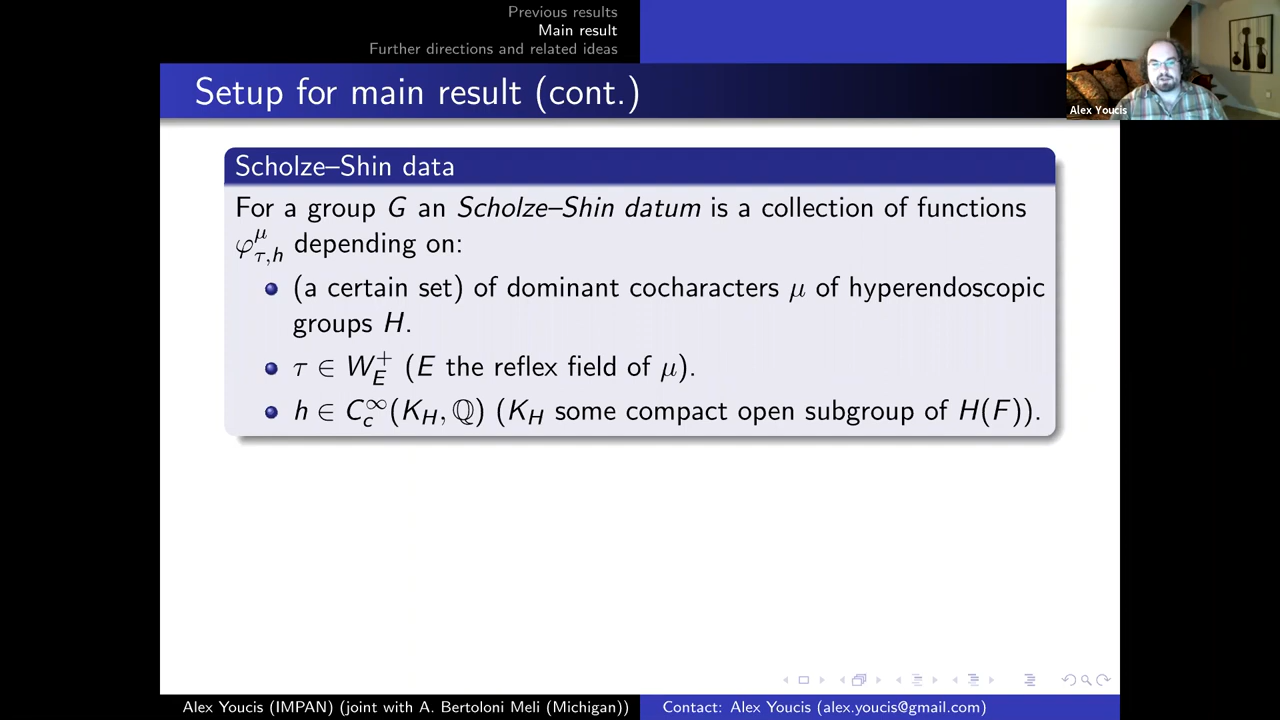 Previous results
Main result
Further directions and related ideas
Setup for main result (cont.)
Alex Youcis
Scholze–Shin data
For a group G an Scholze–Shin datum is a collection of functions
φ^μ_{τ,h} depending on:
(a certain set) of dominant cocharacters μ of hyperendoscopic
groups H.
τ ∈ W_E^+ (E the reflex field of μ).
h ∈ C_c^∞(K_H, ℚ) (K_H some compact open subgroup of H(F)).
Alex Youcis (IMPAN) (joint with A. Bertoloni Meli (Michigan))
Contact: Alex Youcis (alex.youcis@gmail.com)